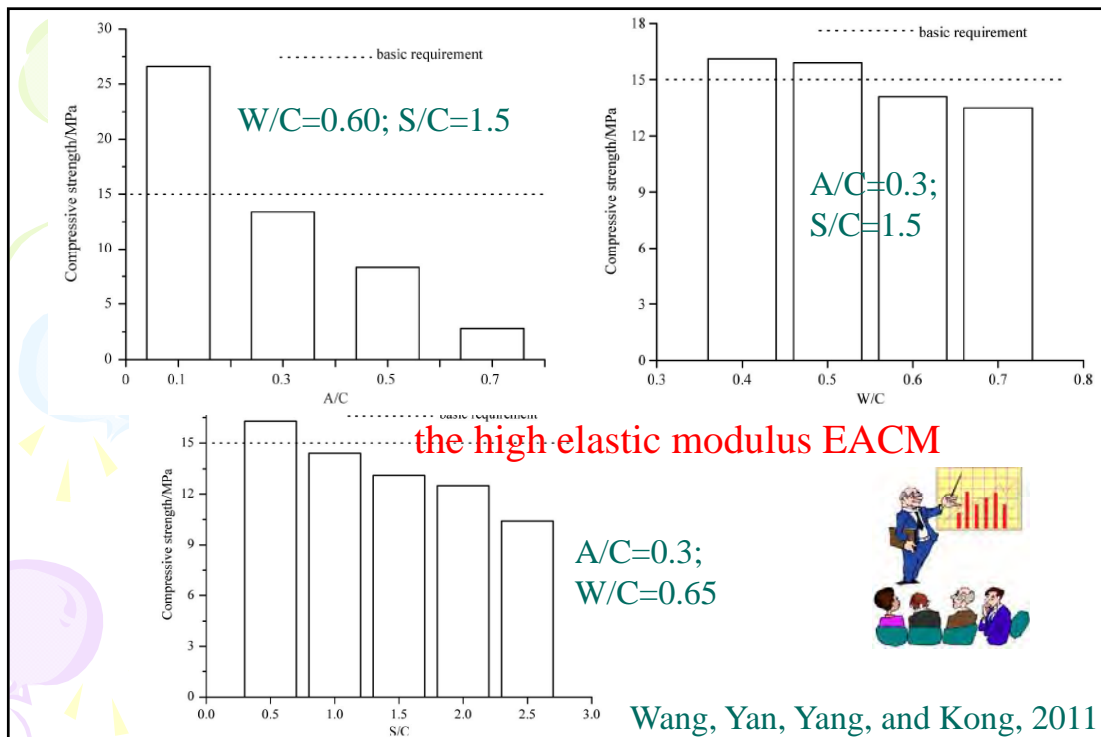 30
25
20
15
10
5
0
Compressive strength/MPa
basic requirement
W/C=0.60; S/C=1.5
0
0.1
0.3
0.5
0.7
A/C
18
15
12
9
6
3
0
Compressive strength/MPa
basic requirement
A/C=0.3;
S/C=1.5
0.3
0.4
0.5
0.6
0.7
0.8
W/C
basic requirement
the high elastic modulus EACM
15
12
9
6
3
0
Compressive strength/MPa
A/C=0.3;
W/C=0.65
0.0
0.5
1.0
1.5
2.0
2.5
3.0
S/C
Wang, Yan, Yang, and Kong, 2011